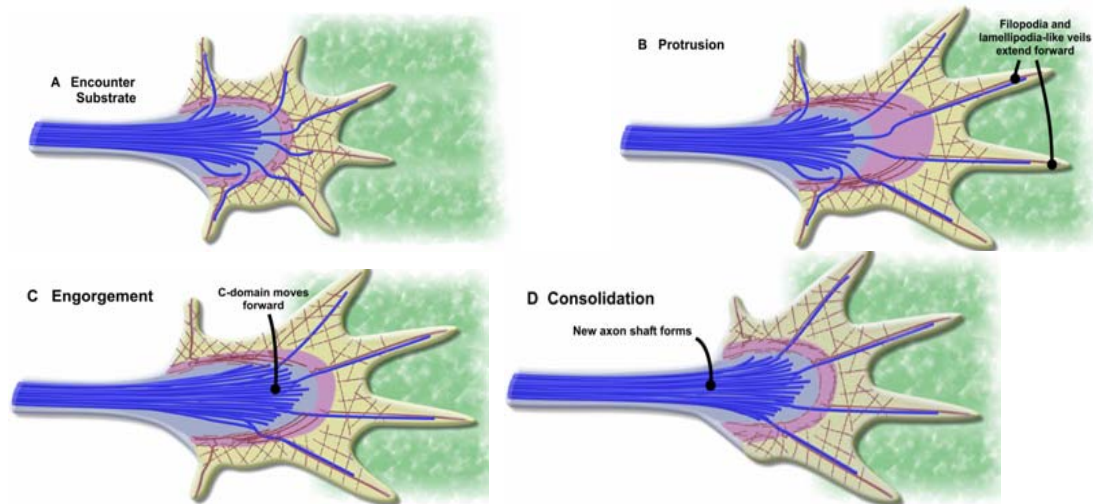 A Encounter
Substrate
B Protrusion
Filopodia and
lamellipodia-like veils
extend forward
C Engorgement
C-domain moves
forward
D Consolidation
New axon shaft forms